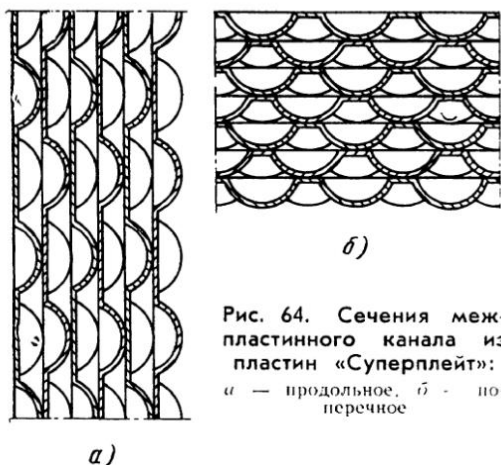 а)
б)
Рис. 64. Сечения меж-
пластинного канала из
пластин «Суперплейт»:
а — продольное, б - по
перечное